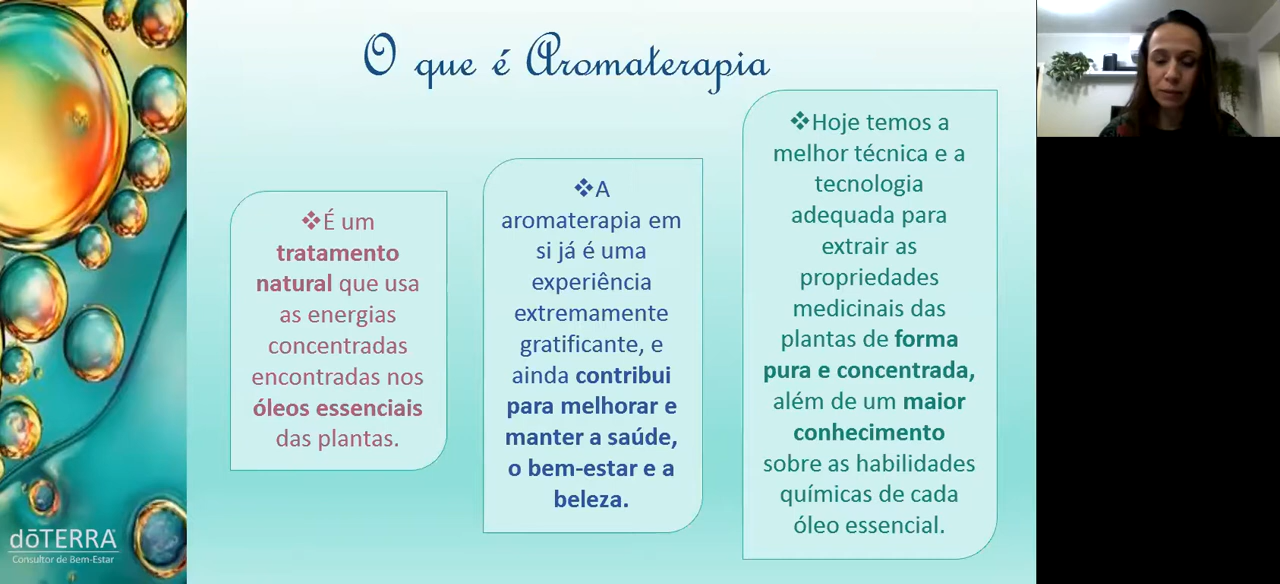 O que é Aromaterapia
❖É um
tratamento
natural que usa
as energias
concentradas
encontradas nos
óleos essenciais
das plantas.
❖A
aromaterapia em
si já é uma
experiência
extremamente
gratificante, e
ainda contribui
para melhorar e
manter a saúde,
o bem-estar e a
beleza.
❖Hoje temos a
melhor técnica e a
tecnologia
adequada para
extrair as
propriedades
medicinais das
plantas de forma
pura e concentrada,
além de um maior
conhecimento
sobre as habilidades
químicas de cada
óleo essencial.
dōTERRA®
Consultor de Bem-Estar